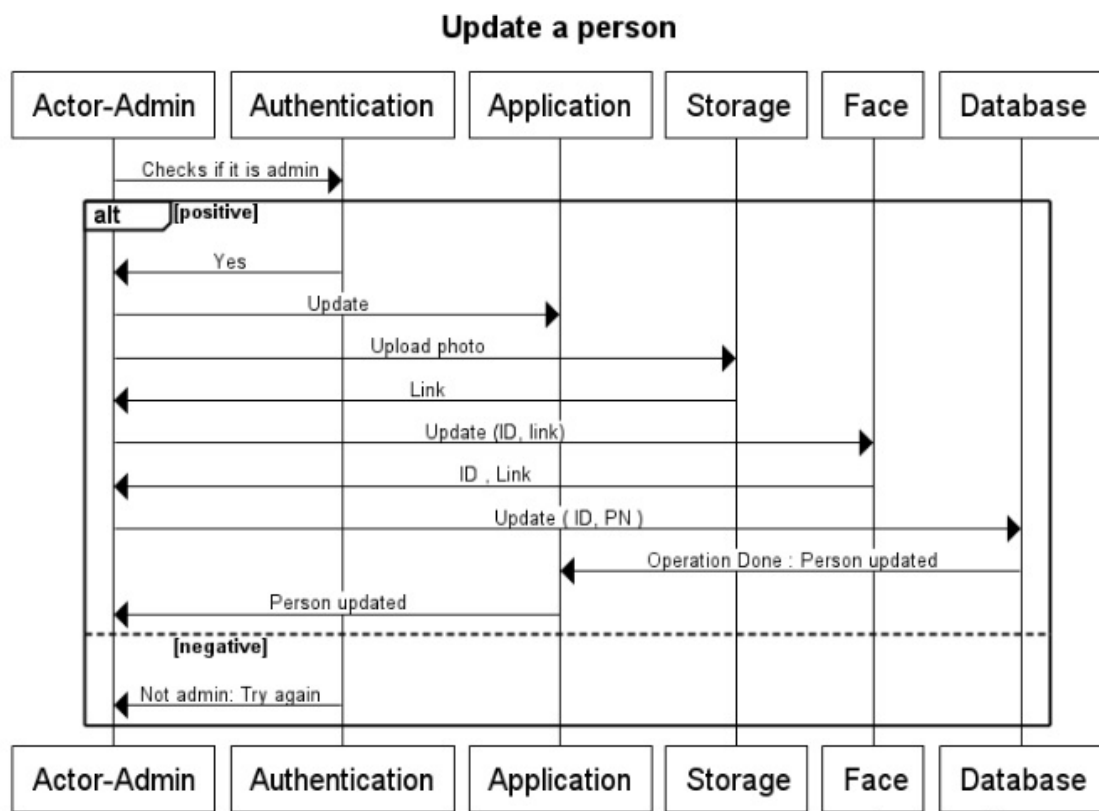 Update a person
Actor-Admin Authentication Application Storage Face Database
Checks if it is admin
alt [positive]
Yes
Update
Upload photo
Link
Update (ID, link)
ID , Link
Update ( ID, PN )
Operation Done : Person updated
Person updated
[negative]
Not admin: Try again
Actor-Admin Authentication Application Storage Face Database